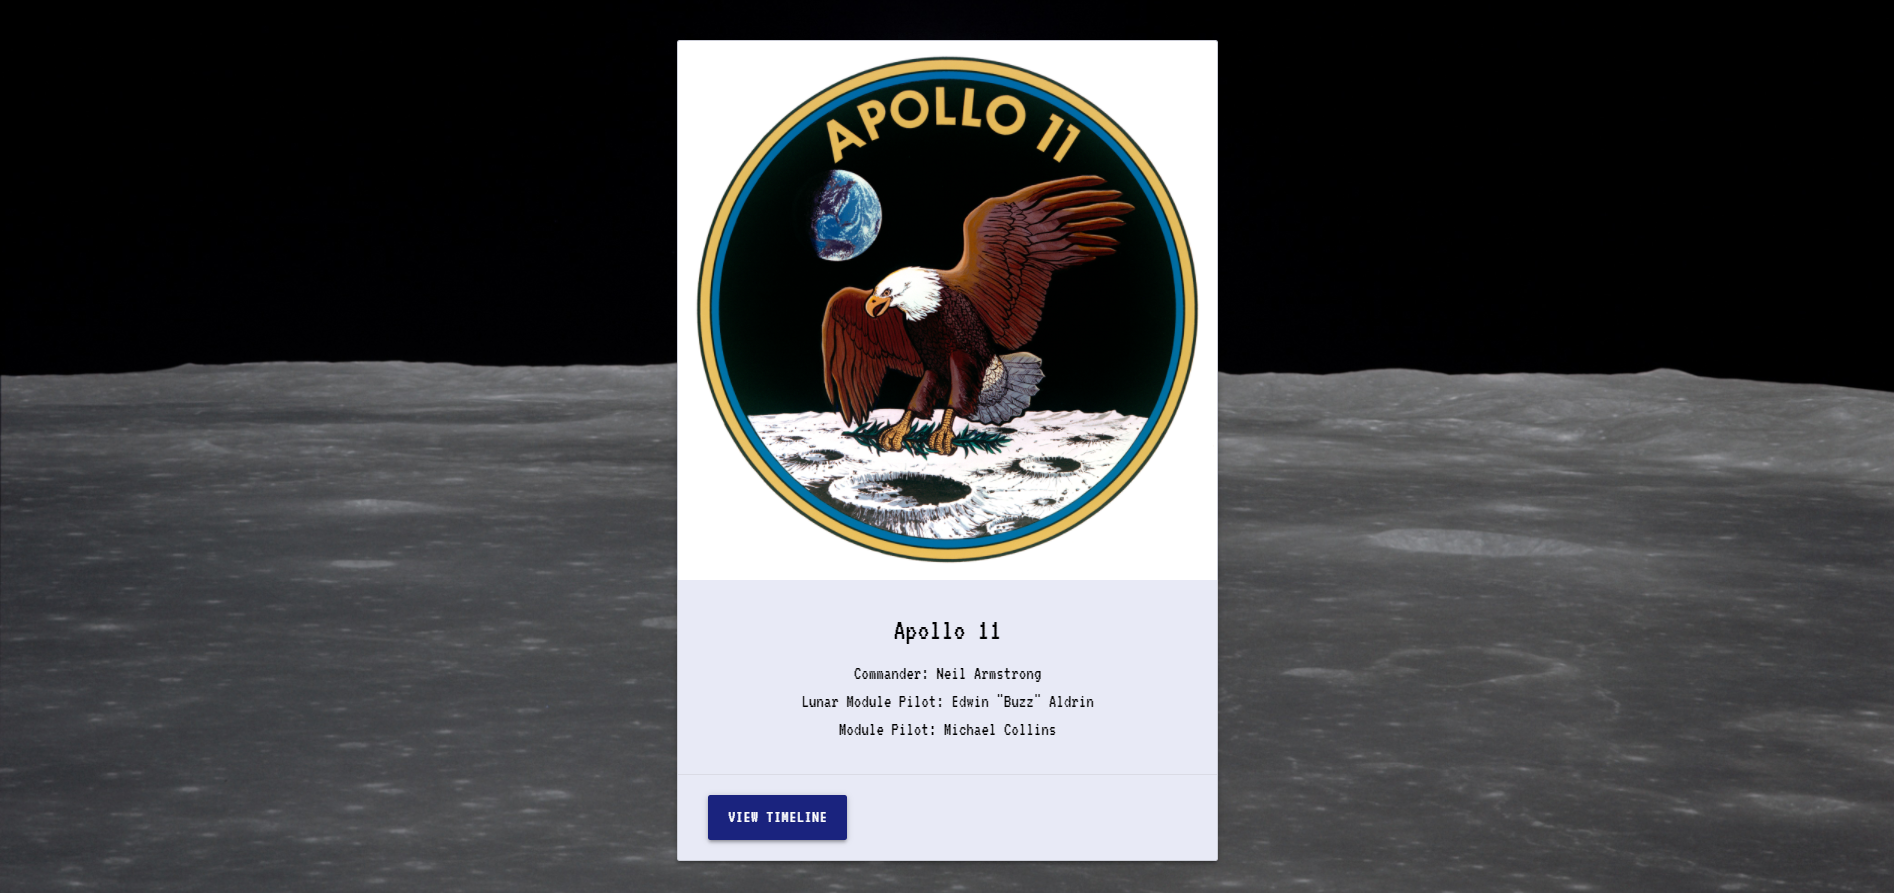 APOLLO 11
Apollo 11
Commander: Neil Armstrong
Lunar Module Pilot: Edwin "Buzz" Aldrin
Module Pilot: Michael Collins
VIEW TIMELINE